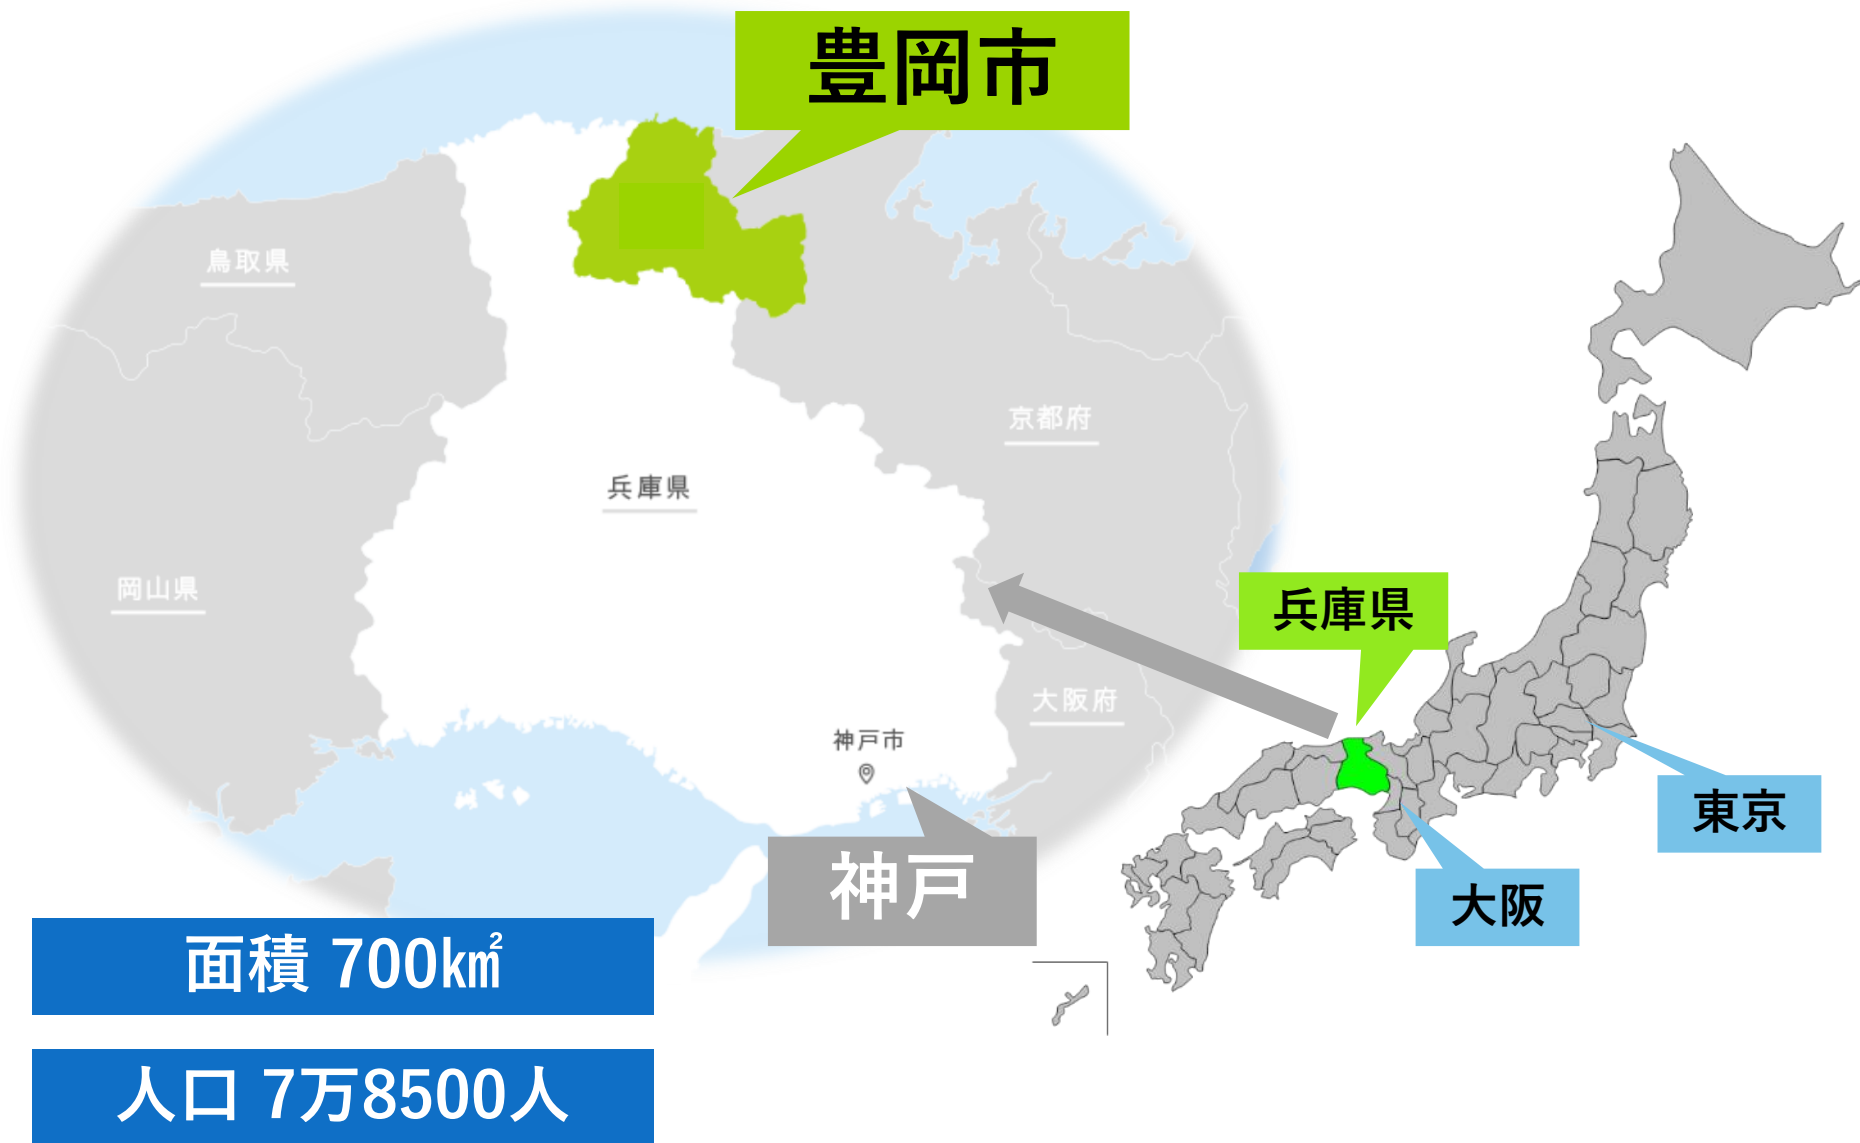 豊岡市
鳥取県
京都府
兵庫県
岡山県
兵庫県
大阪府
神戸市
東京
神戸
大阪
面積 700㎢
人口 7万8500人